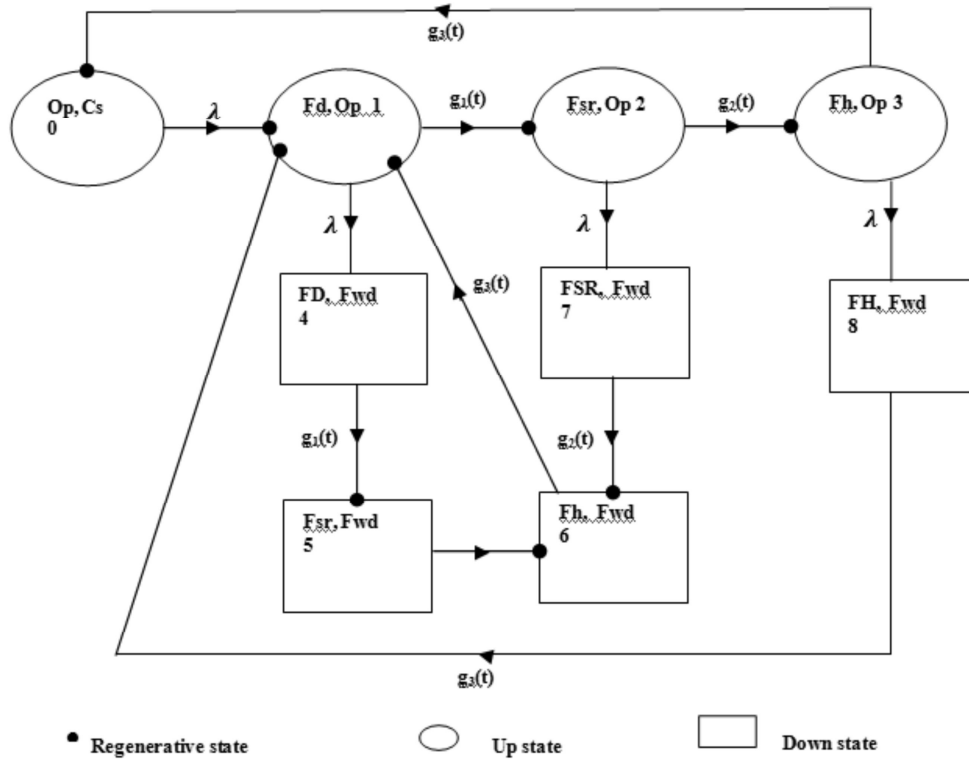 g₃(t)
Op, Cs
0
λ
Fd, Op 1
g₁(t)
Fsr, Op 2
g₂(t)
Fh, Op 3
λ
λ
λ
FD, Fwd
4
g₃(t)
FSR, Fwd
7
FH, Fwd
8
g₁(t)
g₂(t)
Fsr, Fwd
5
Fh, Fwd
6
g₃(t)
Regenerative state
Up state
Down state